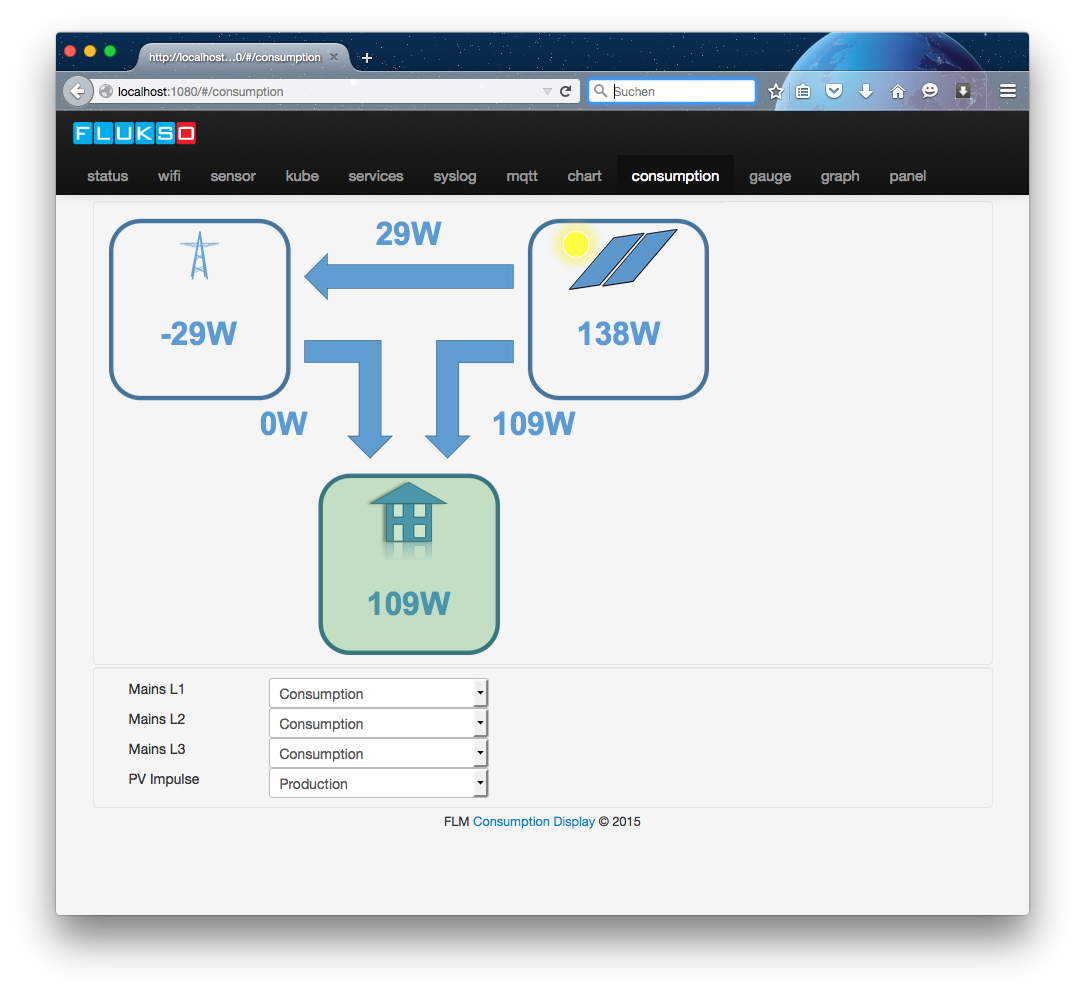 http://localhost...0/#/consumption
localhost:1080/#/consumption
Suchen
FLUKSO
status wifi sensor kube services syslog mqtt chart consumption gauge graph panel
29W
-29W
138W
0W
109W
109W
Mains L1 Consumption
Mains L2 Consumption
Mains L3 Consumption
PV Impulse Production
FLM Consumption Display © 2015